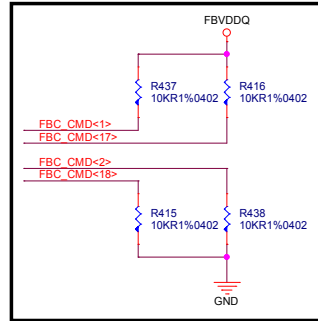 FBVDDQ
R437
10KR1%0402
R416
10KR1%0402
FBC_CMD<1>
FBC_CMD<17>
FBC_CMD<2>
FBC_CMD<18>
R415
10KR1%0402
R438
10KR1%0402
GND